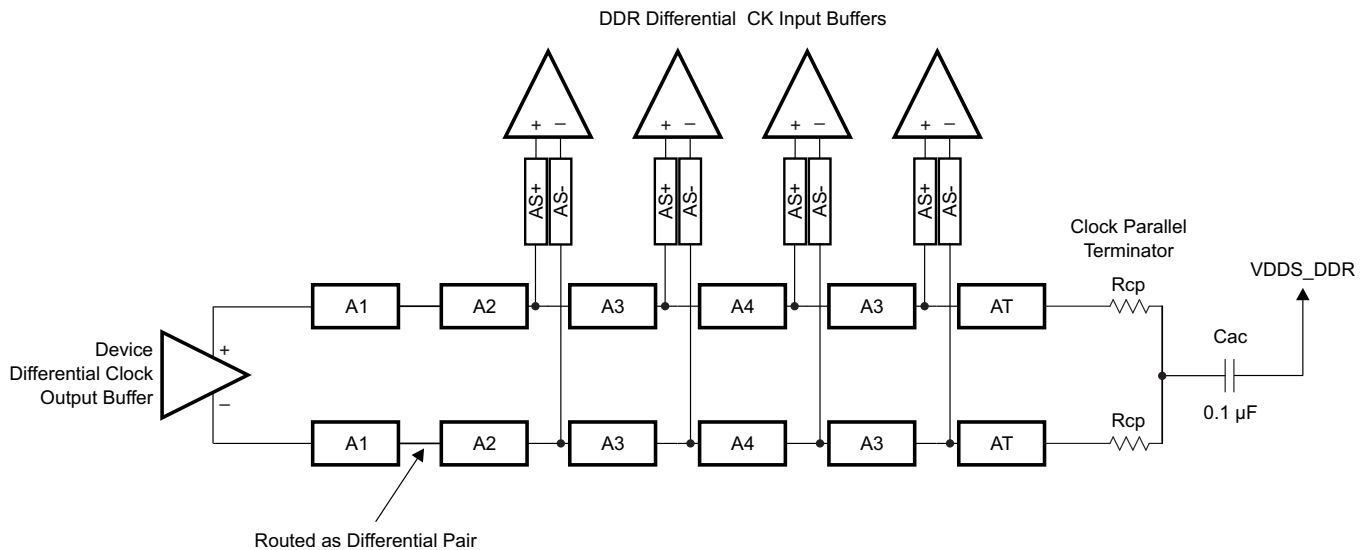 DDR Differential CK Input Buffers
+ – + – + – + –
AS+ AS- AS+ AS- AS+ AS- AS+ AS-
Clock Parallel
Terminator
VDDS_DDR
Rcp
A1 A2 A3 A4 A3 AT
Cac
0.1 µF
Device
Differential Clock
Output Buffer
+
–
Rcp
A1 A2 A3 A4 A3 AT
Routed as Differential Pair